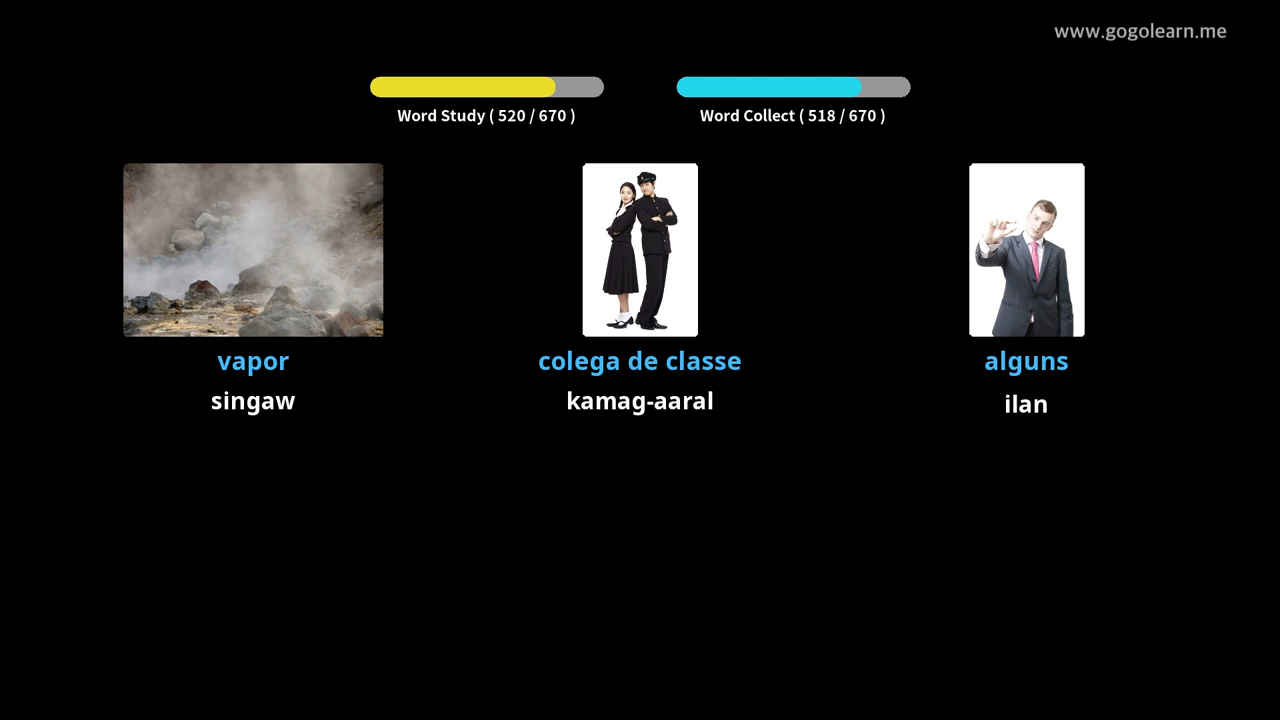 www.gogolearn.me
Word Study ( 520 / 670 )
Word Collect ( 518 / 670 )
vapor
singaw
colega de classe
kamag-aaral
alguns
ilan